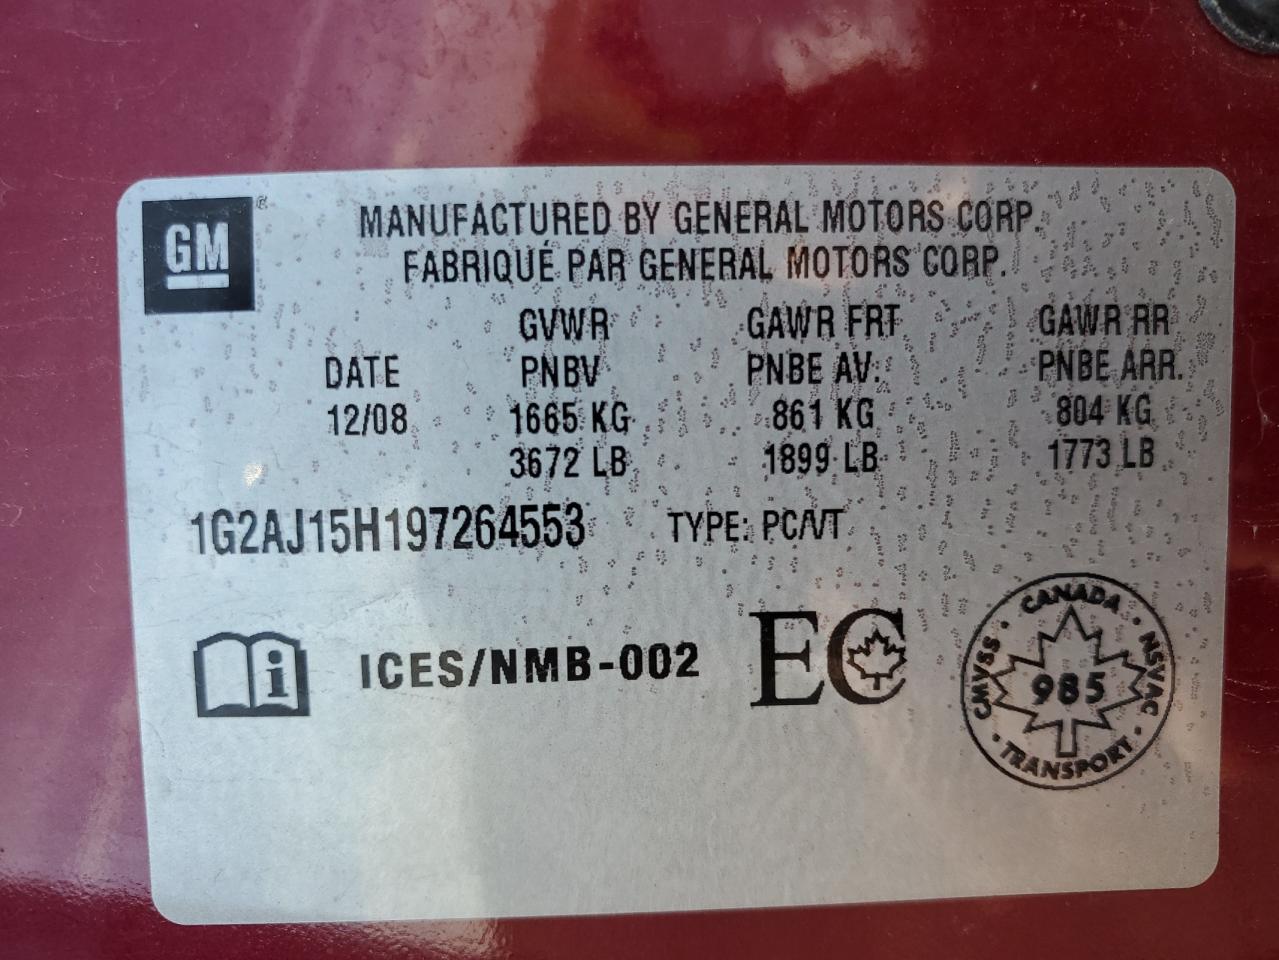 GM
MANUFACTURED BY GENERAL MOTORS CORP.
FABRIQUÉ PAR GENERAL MOTORS CORP.
GVWR GAWR FRT GAWR RR
DATE PNBV PNBE AV. PNBE ARR.
12/08 1665 KG 861 KG 804 KG
3672 LB 1899 LB 1773 LB
1G2AJ15H197264553 TYPE: PC/VT
i ICES/NMB-002 EC
CANADA
CMVSS · NSVAC
985
TRANSPORT